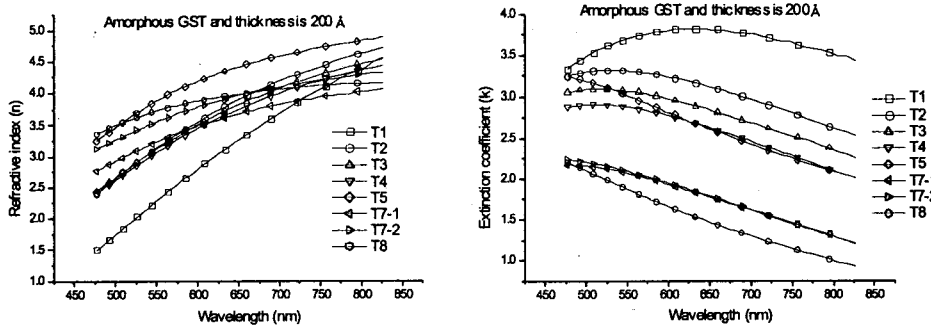 Amorphous GST and thickness is 200 Å
Refractive index (n)
5.0
4.5
4.0
3.5
3.0
2.5
2.0
1.5
1.0
450 500 550 600 650 700 750 800 850
Wavelength (nm)
T1
T2
T3
T4
T5
T7-1
T7-2
T8
Amorphous GST and thickness is 200 Å
Extinction coefficient (k)
4.0
3.5
3.0
2.5
2.0
1.5
1.0
450 500 550 600 650 700 750 800 850
Wavelength (nm)
T1
T2
T3
T4
T5
T7-
T7-2
T8